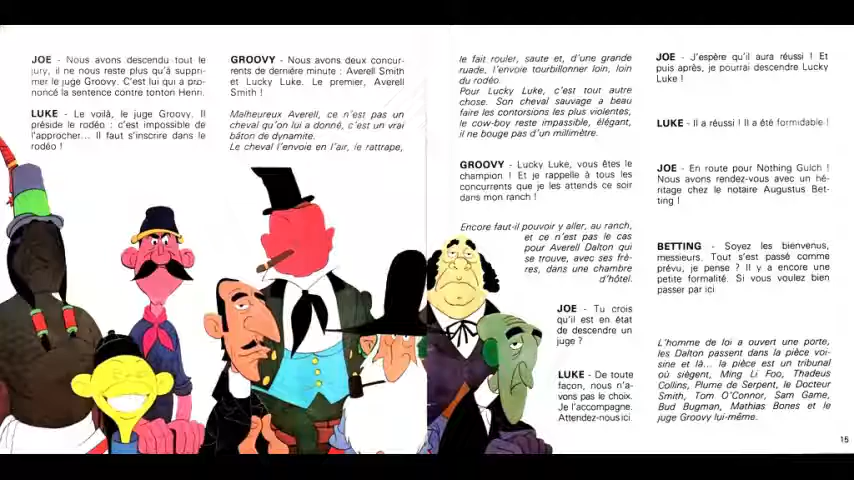 JOE - Nous avons descendu tout le
jury, il ne nous reste plus qu'à suppri-
mer le juge Groovy. C'est lui qui a pro-
noncé la sentence contre tonton Henri.
LUKE - Le voilà, le juge Groovy. Il
préside le rodéo : c'est impossible de
l'approcher... Il faut s'inscrire dans le
rodéo !
GROOVY - Nous avons deux concur-
rents de dernière minute : Averell Smith
et Lucky Luke. Le premier, Averell
Smith !
Malheureux Averell, ce n'est pas un
cheval qu'on lui a donné, c'est un vrai
bâton de dynamite.
Le cheval l'envoie en l'air, le rattrape,
le fait rouler, saute et, d'une grande
ruade, l'envoie tourbillonner loin, loin
du rodéo.
Pour Lucky Luke, c'est tout autre
chose. Son cheval sauvage a beau
faire les contorsions les plus violentes,
le cow-boy reste impassible, élégant,
il ne bouge pas d'un millimètre.
GROOVY - Lucky Luke, vous êtes le
champion ! Et je rappelle à tous les
concurrents que je les attends ce soir
dans mon ranch !
Encore faut-il pouvoir y aller, au ranch,
et ce n'est pas le cas
pour Averell Dalton qui
se trouve, avec ses frè-
res, dans une chambre
d'hôtel.
JOE - Tu crois
qu'il est en état
de descendre un
juge ?
LUKE - De toute
façon, nous n'a-
vons pas le choix.
Je l'accompagne.
Attendez-nous ici.
JOE - J'espère qu'il aura réussi ! Et
puis après, je pourrai descendre Lucky
Luke !
LUKE - Il a réussi ! Il a été formidable !
JOE - En route pour Nothing Gulch !
Nous avons rendez-vous avec un hé-
ritage chez le notaire Augustus Bet-
ting !
BETTING - Soyez les bienvenus,
messieurs. Tout s'est passé comme
prévu, je pense ? Il y a encore une
petite formalité. Si vous voulez bien
passer par ici
L'homme de loi a ouvert une porte,
les Dalton passent dans la pièce voi-
sine et là... la pièce est un tribunal
où siègent, Ming Li Foo, Thadeus
Collins, Plume de Serpent, le Docteur
Smith, Tom O'Connor, Sam Game,
Bud Bugman, Mathias Bones et le
juge Groovy lui-même.
15